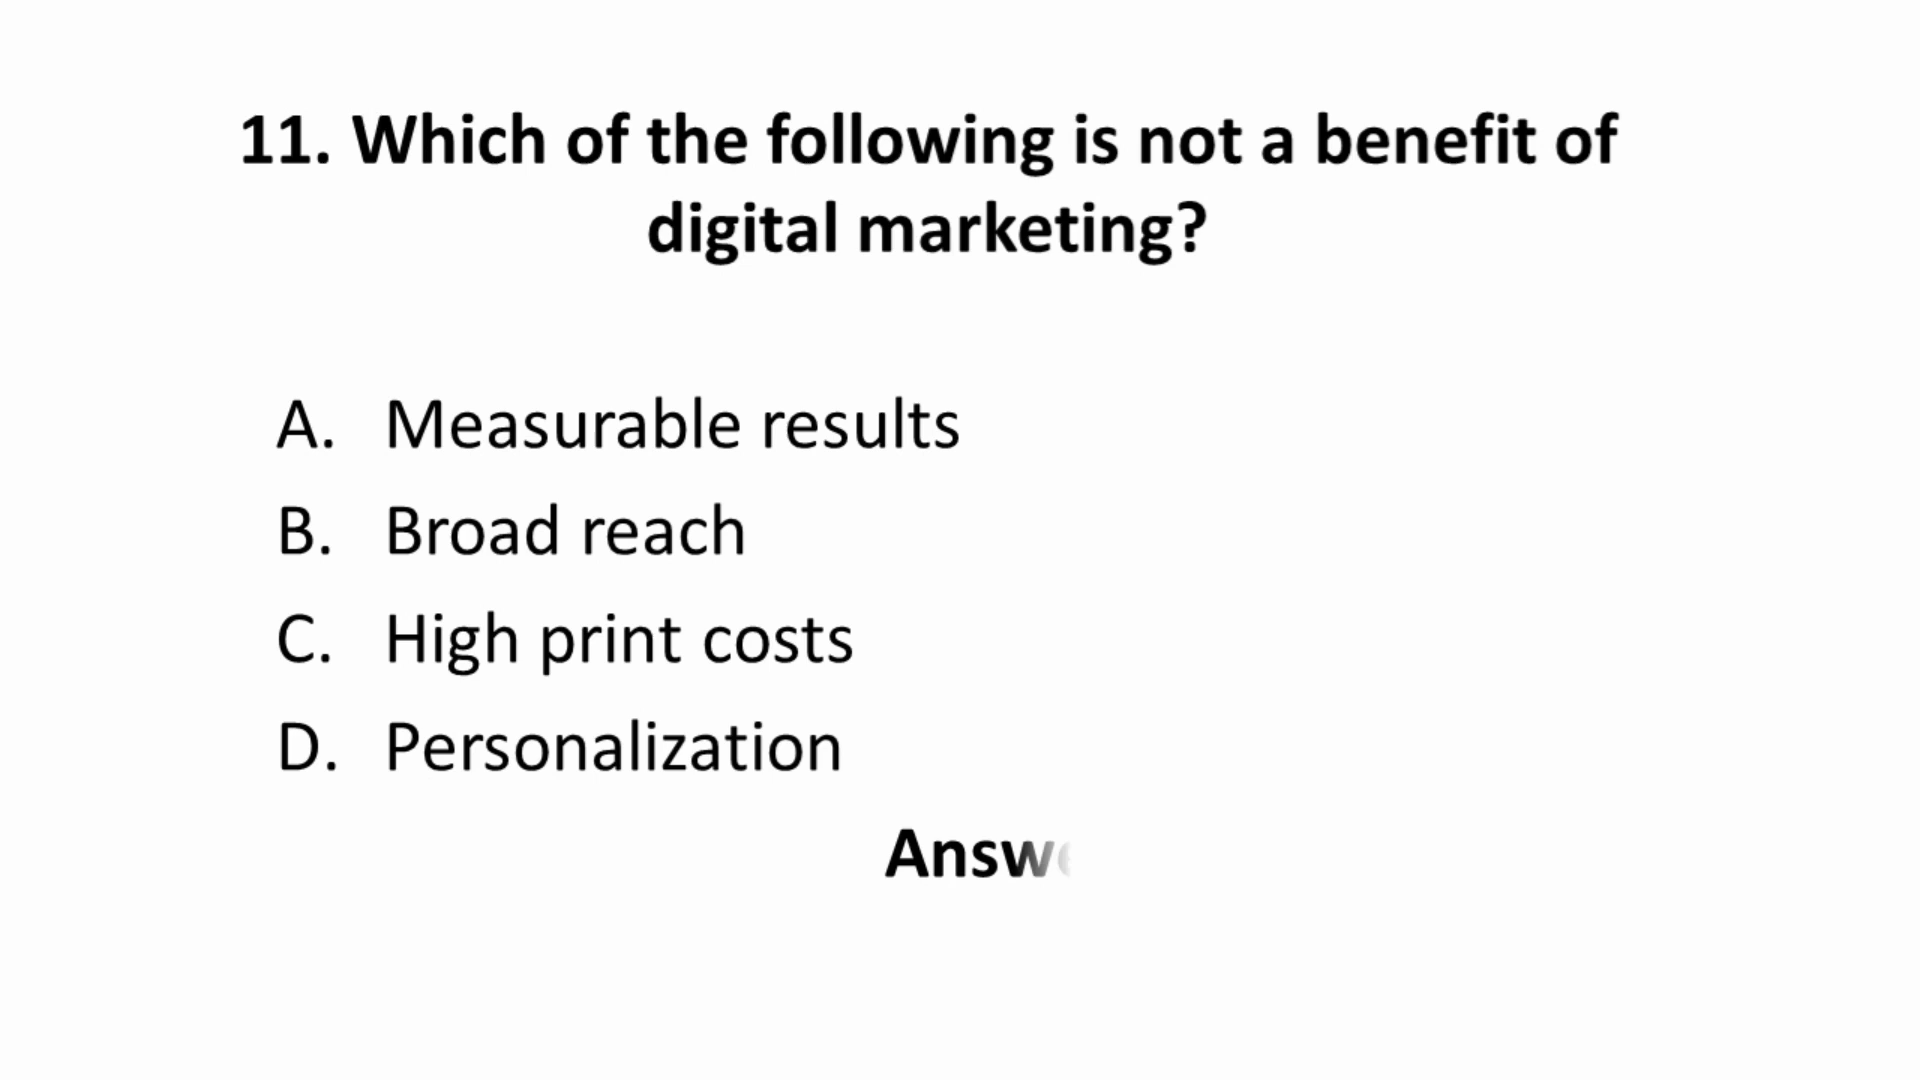 11. Which of the following is not a benefit of
digital marketing?
A. Measurable results
B. Broad reach
C. High print costs
D. Personalization